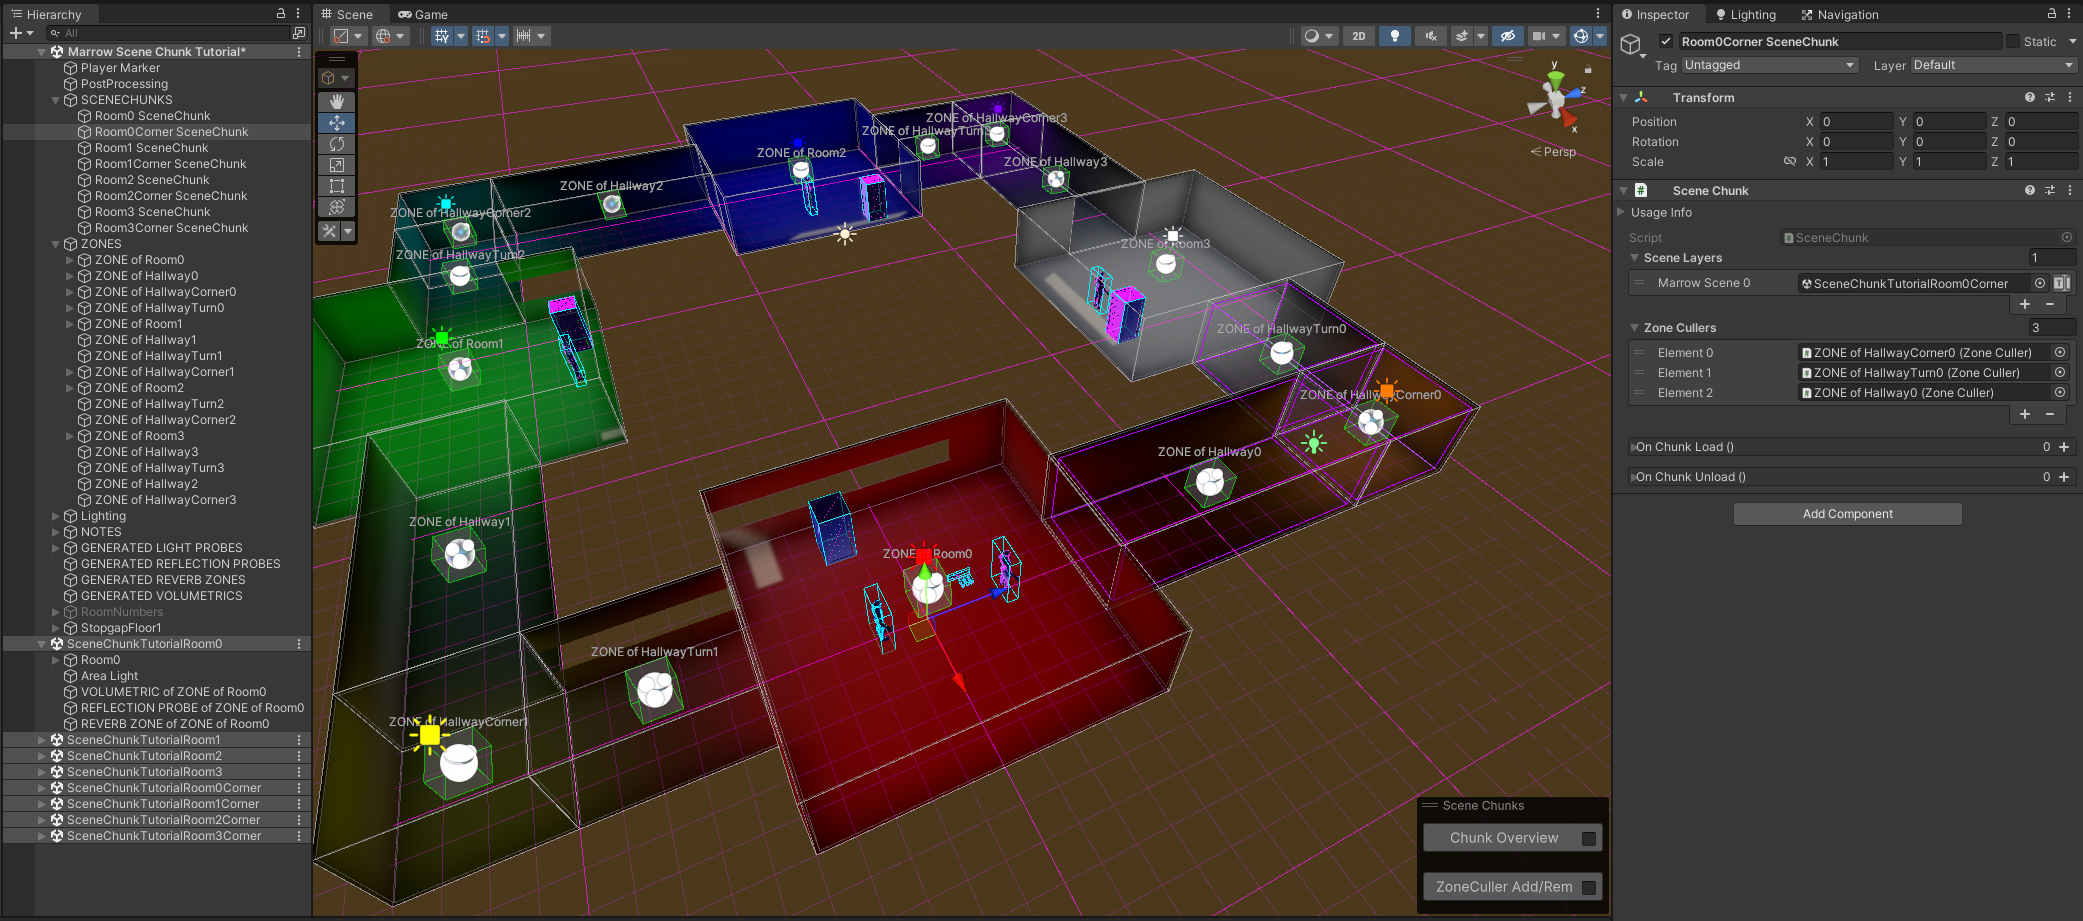 Hierarchy
All
Marrow Scene Chunk Tutorial*
Player Marker
PostProcessing
SCENECHUNKS
Room0 SceneChunk
Room0Corner SceneChunk
Room1 SceneChunk
Room1Corner SceneChunk
Room2 SceneChunk
Room2Corner SceneChunk
Room3 SceneChunk
Room3Corner SceneChunk
ZONES
ZONE of Room0
ZONE of Hallway0
ZONE of HallwayCorner0
ZONE of HallwayTurn0
ZONE of Room1
ZONE of Hallway1
ZONE of HallwayTurn1
ZONE of HallwayCorner1
ZONE of Room2
ZONE of HallwayTurn2
ZONE of HallwayCorner2
ZONE of Room3
ZONE of Hallway3
ZONE of HallwayTurn3
ZONE of Hallway2
ZONE of HallwayCorner3
Lighting
NOTES
GENERATED LIGHT PROBES
GENERATED REFLECTION PROBES
GENERATED REVERB ZONES
GENERATED VOLUMETRICS
RoomNumbers
StopgapFloor1
SceneChunkTutorialRoom0
Room0
Area Light
VOLUMETRIC of ZONE of Room0
REFLECTION PROBE of ZONE of Room0
REVERB ZONE of ZONE of Room0
SceneChunkTutorialRoom1
SceneChunkTutorialRoom2
SceneChunkTutorialRoom3
SceneChunkTutorialRoom0Corner
SceneChunkTutorialRoom1Corner
SceneChunkTutorialRoom2Corner
SceneChunkTutorialRoom3Corner
Scene
Game
2D
y
z
x
Persp
ZONE of HallwayCorner3
ZONE of HallwayTurn
ZONE of Room2
ZONE of Hallway3
ZONE of Hallway2
ZONE of HallwayCorner2
ZONE of Room3
ZONE of HallwayTurn2
ZONE of HallwayTurn0
ZONE of Room1
ZONE of Hallway0
ZONE of Hallway1
ZONE of HallwayTurn1
Scene Chunks
Chunk Overview
ZoneCuller Add/Rem
Inspector
Lighting
Navigation
Room0Corner SceneChunk
Static
Tag Untagged
Layer Default
Transform
Position X 0 Y 0 Z 0
Rotation X 0 Y 0 Z 0
Scale X 1 Y 1 Z 1
Scene Chunk
Usage Info
Script SceneChunk
Scene Layers 1
Marrow Scene 0 SceneChunkTutorialRoom0Corner
Zone Cullers 3
Element 0 ZONE of HallwayCorner0 (Zone Culler)
Element 1 ZONE of HallwayTurn0 (Zone Culler)
Element 2 ZONE of Hallway0 (Zone Culler)
On Chunk Load () 0
On Chunk Unload () 0
Add Component